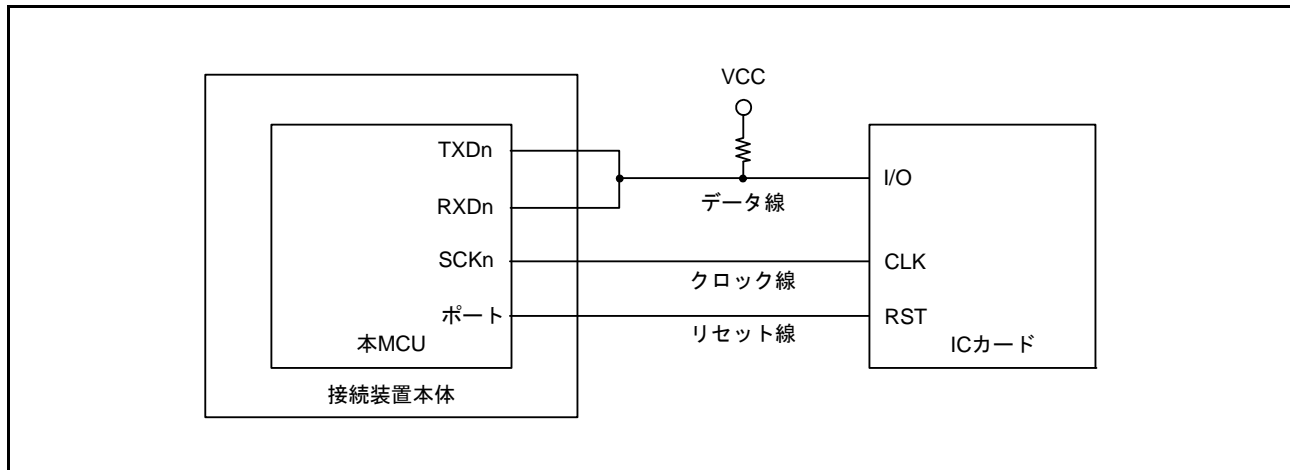 VCC
TXDn
I/O
データ線
RXDn
SCKn
CLK
クロック線
ポート
RST
リセット線
本MCU
ICカード
接続装置本体